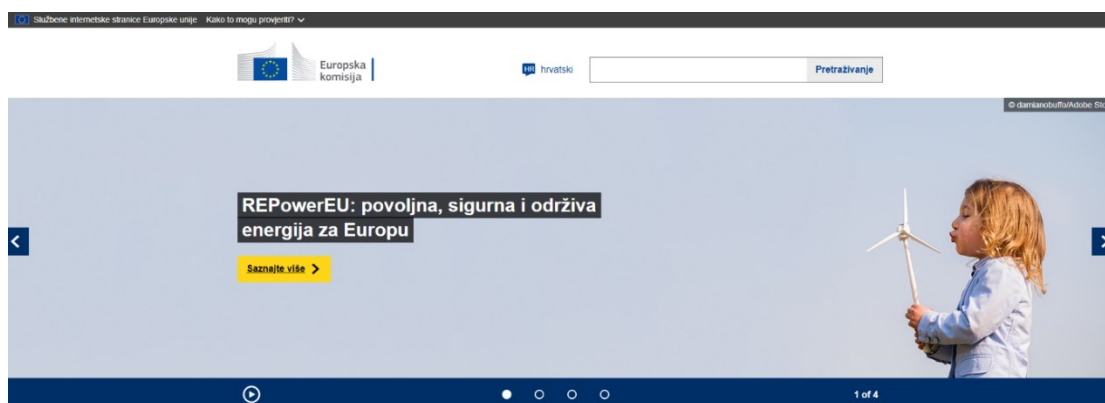 Službene internetske stranice Europske unije Kako to mogu provjeriti?
Europska
komisija
HR hrvatski
Pretraživanje
© damianobuffo/Adobe Sto
REPowerEU: povoljna, sigurna i održiva
energija za Europu
Saznajte više
1 of 4